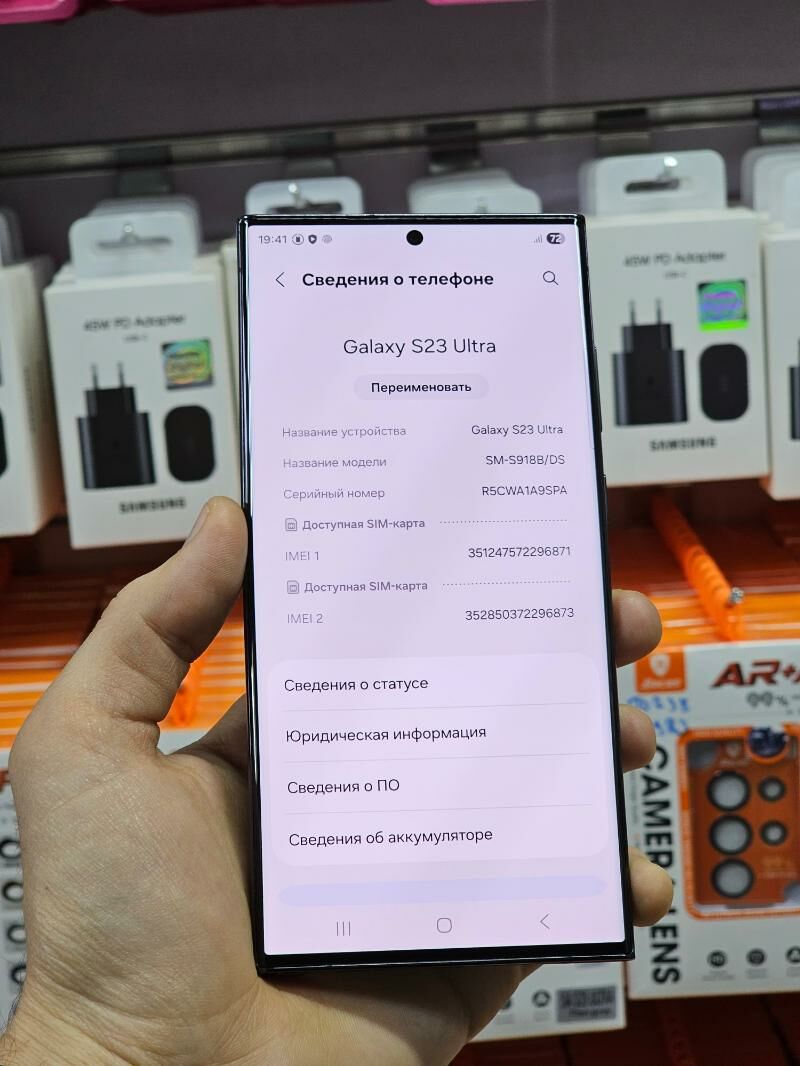 19:41
72
Сведения о телефоне
Galaxy S23 Ultra
Переименовать
Название устройства Galaxy S23 Ultra
Название модели SM-S918B/DS
Серийный номер R5CWA1A9SPA
Доступная SIM-карта
IMEI 1 351247572296871
Доступная SIM-карта
IMEI 2 352850372296873
Сведения о статусе
Юридическая информация
Сведения о ПО
Сведения об аккумуляторе
45W PD Adapter
SAMSUNG
45W PD Adapter
SAMSUNG
AR+
CAMERA LENS